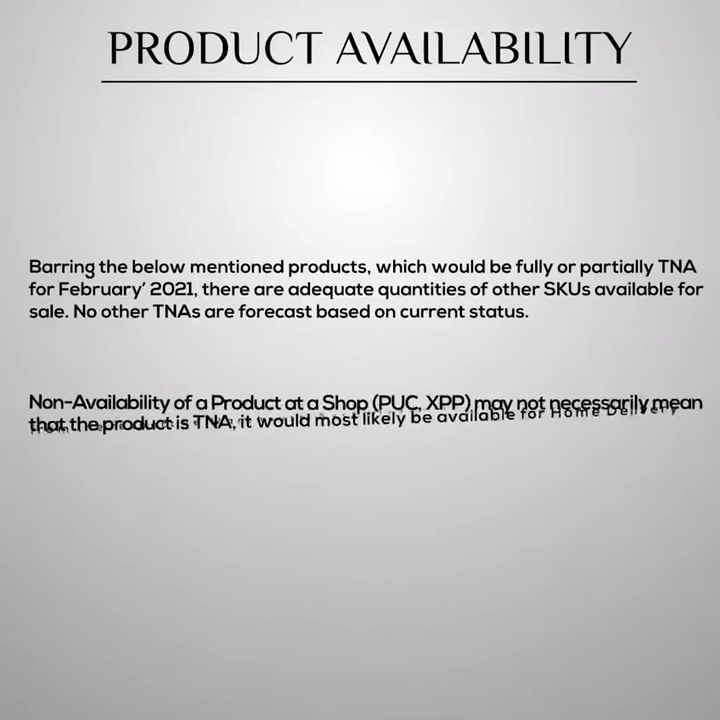 PRODUCT AVAILABILITY
Barring the below mentioned products, which would be fully or partially TNA
for February' 2021, there are adequate quantities of other SKUs available for
sale. No other TNAs are forecast based on current status.
Non-Availability of a Product at a Shop (PUC, XPP) may not necessarily mean
that the product is TNA, it would most likely be available for Home Delivery